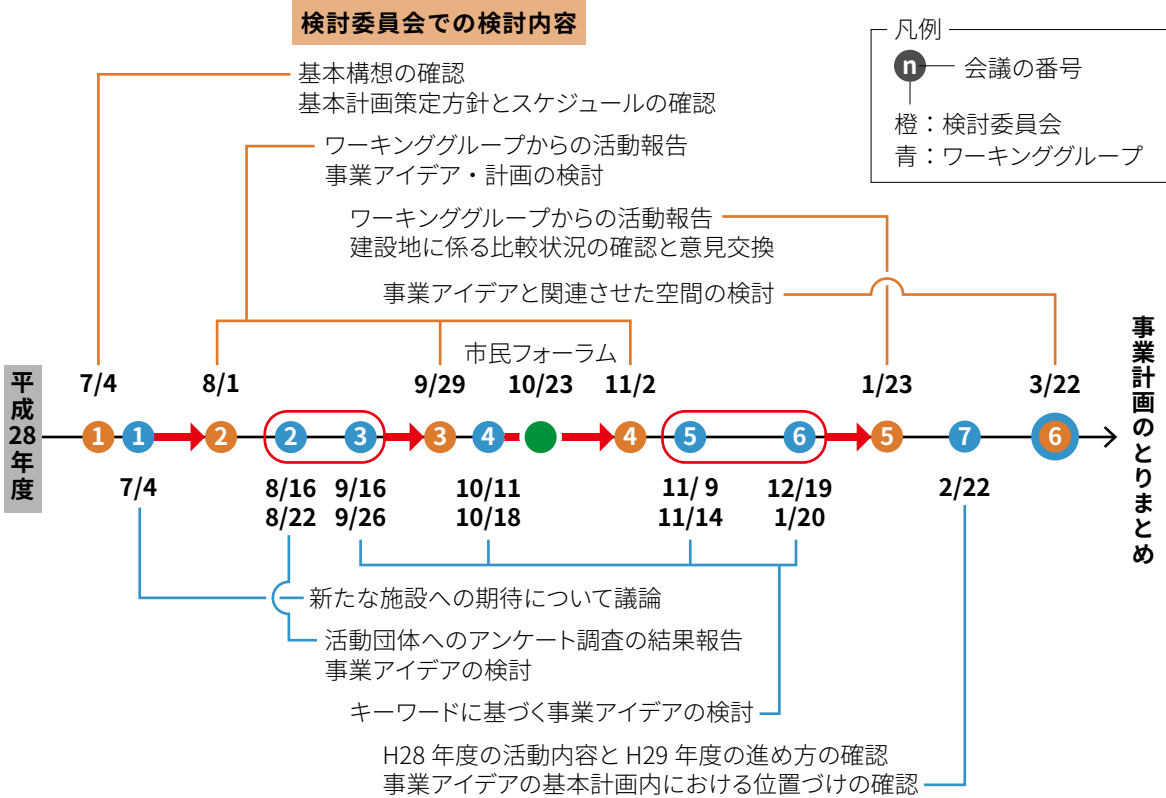 検討委員会での検討内容
凡例
n 会議の番号
橙：検討委員会
青：ワーキンググループ
基本構想の確認
基本計画策定方針とスケジュールの確認
ワーキンググループからの活動報告
事業アイデア・計画の検討
ワーキンググループからの活動報告
建設地に係る比較状況の確認と意見交換
事業アイデアと関連させた空間の検討
市民フォーラム
7/4 8/1 9/29 10/23 11/2 1/23 3/22
平成28年度
1 1 2 2 3 3 4 4 5 6 5 7 6
事業計画のとりまとめ
7/4 8/16 9/16 10/11 11/ 9 12/19 2/22
8/22 9/26 10/18 11/14 1/20
新たな施設への期待について議論
活動団体へのアンケート調査の結果報告
事業アイデアの検討
キーワードに基づく事業アイデアの検討
H28 年度の活動内容と H29 年度の進め方の確認
事業アイデアの基本計画内における位置づけの確認